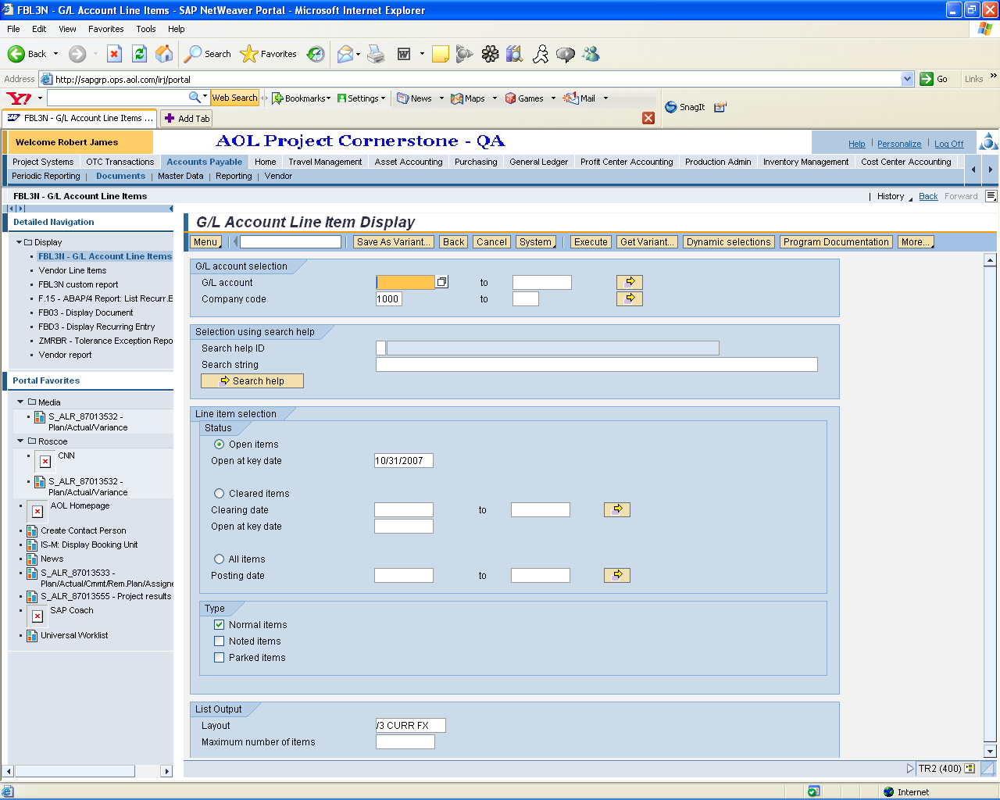 FBL3N - G/L Account Line Items - SAP NetWeaver Portal - Microsoft Internet Explorer
File Edit View Favorites Tools Help
Back Search Favorites
Address http://sapgrp.ops.aol.com/irj/portal Go Links »
Y! Web Search Bookmarks Settings News Maps Games Mail SnagIt
SAP FBL3N - G/L Account Line Items ... Add Tab
Welcome Robert James
AOL Project Cornerstone - QA
Help Personalize Log Off
Project Systems OTC Transactions Accounts Payable Home Travel Management Asset Accounting Purchasing General Ledger Profit Center Accounting Production Admin Inventory Management Cost Center Accounting
Periodic Reporting | Documents | Master Data | Reporting | Vendor
FBL3N - G/L Account Line Items
| History Back Forward
Detailed Navigation
Display
FBL3N - G/L Account Line Items
Vendor Line Items
FBL3N custom report
F.15 - ABAP/4 Report: List Recurr.E
FB03 - Display Document
FBD3 - Display Recurring Entry
ZMRBR - Tolerance Exception Repo
Vendor report
Portal Favorites
Media
S_ALR_87013532 -
Plan/Actual/Variance
Roscoe
CNN
S_ALR_87013532 -
Plan/Actual/Variance
AOL Homepage
Create Contact Person
IS-M: Display Booking Unit
News
S_ALR_87013533 -
Plan/Actual/Cmmt/Rem.Plan/Assigne
S_ALR_87013555 - Project results
SAP Coach
Universal Worklist
G/L Account Line Item Display
Menu Save As Variant... Back Cancel System Execute Get Variant... Dynamic selections Program Documentation More...
G/L account selection
G/L account to
Company code 1000 to
Selection using search help
Search help ID
Search string
Search help
Line item selection
Status
Open items
Open at key date 10/31/2007
Cleared items
Clearing date to
Open at key date
All items
Posting date to
Type
Normal items
Noted items
Parked items
List Output
Layout /3 CURR FX
Maximum number of items
TR2 (400)
Internet